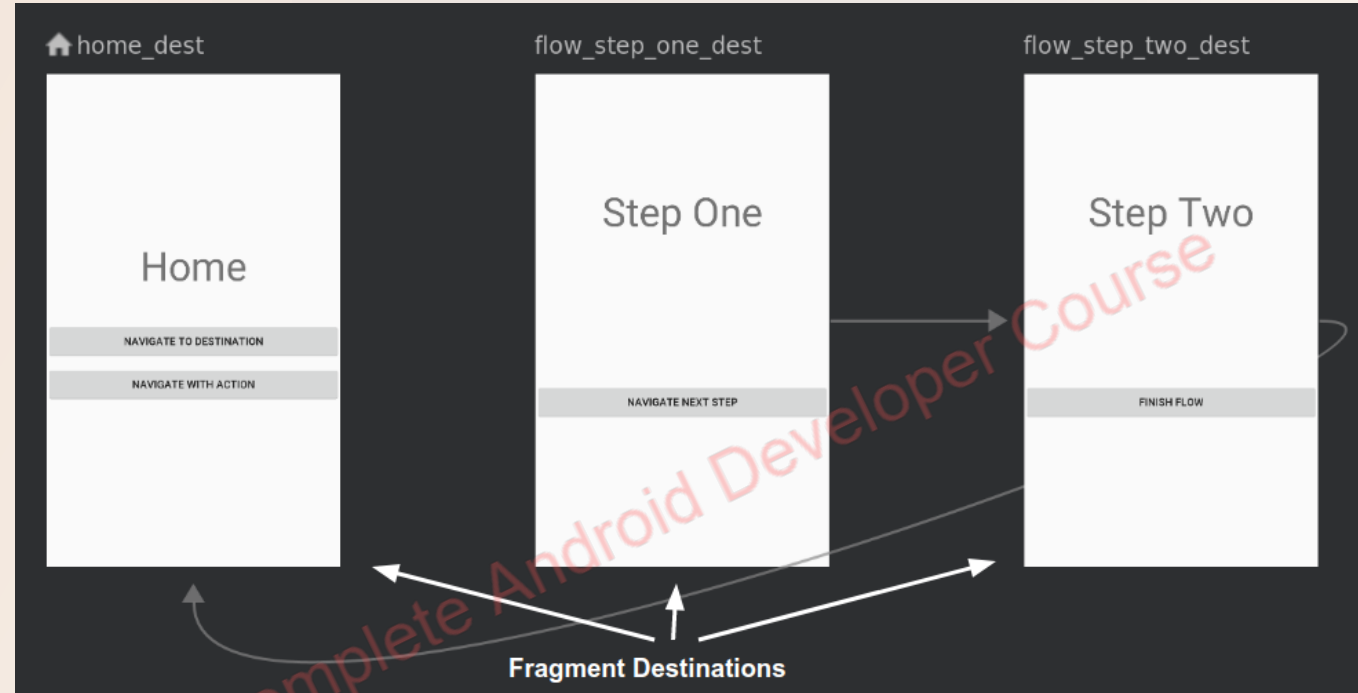 home_dest
flow_step_one_dest
flow_step_two_dest
Home
NAVIGATE TO DESTINATION
NAVIGATE WITH ACTION
Step One
NAVIGATE NEXT STEP
Step Two
FINISH FLOW
Fragment Destinations
omplete Android Developer Course